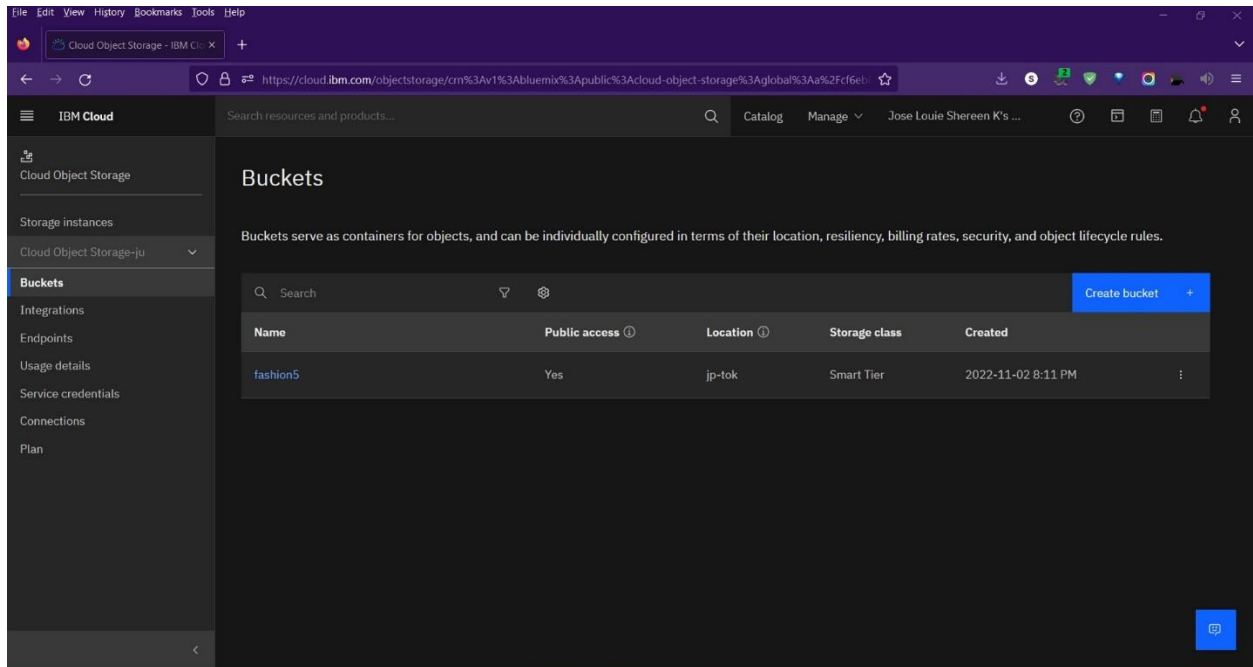 File Edit View History Bookmarks Tools Help
Cloud Object Storage - IBM Clo
https://cloud.ibm.com/objectstorage/crn%3Av1%3Abluemix%3Apublic%3Acloud-object-storage%3Aglobal%3Aa%2Fcf6eb
S 2
IBM Cloud Search resources and products... Catalog Manage Jose Louie Shereen K's ...
Cloud Object Storage
Storage instances
Cloud Object Storage-ju
Buckets
Integrations
Endpoints
Usage details
Service credentials
Connections
Plan
Buckets
Buckets serve as containers for objects, and can be individually configured in terms of their location, resiliency, billing rates, security, and object lifecycle rules.
Search Create bucket +
Name Public access Location Storage class Created
fashion5 Yes jp-tok Smart Tier 2022-11-02 8:11 PM